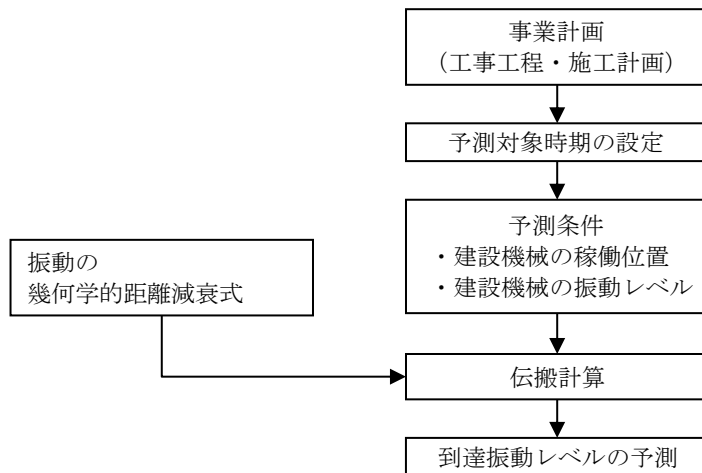 事業計画
（工事工程・施工計画）
予測対象時期の設定
予測条件
・建設機械の稼働位置
・建設機械の振動レベル
振動の
幾何学的距離減衰式
伝搬計算
到達振動レベルの予測